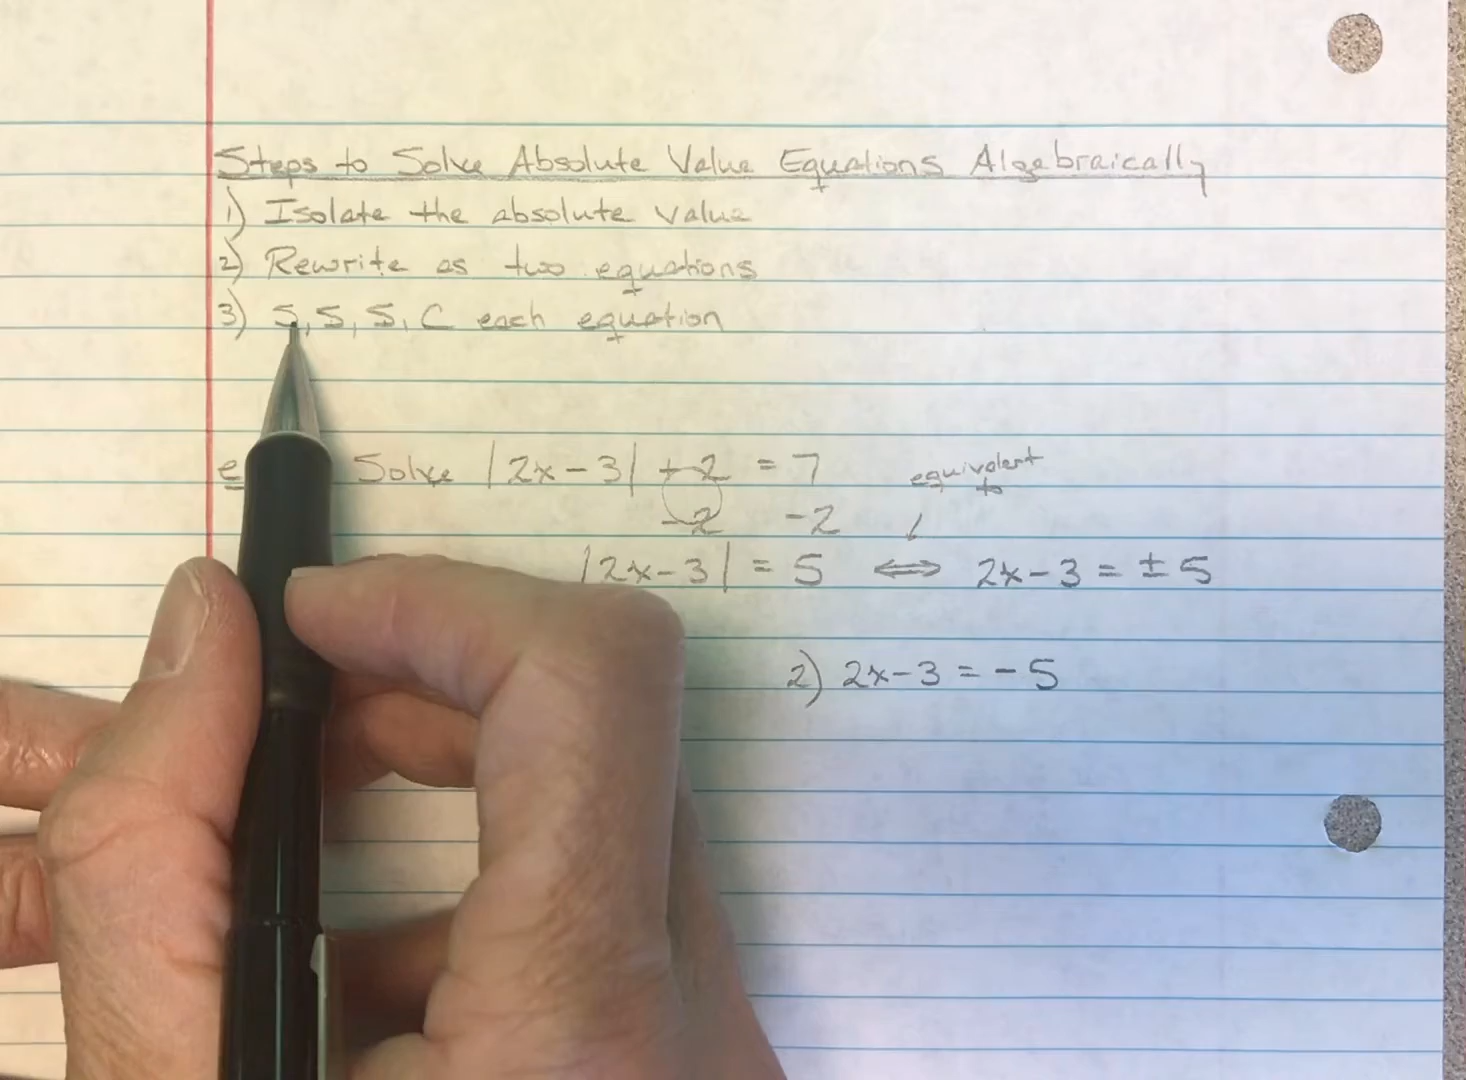 Steps to Solve Absolute Value Equations Algebraically
1) Isolate the absolute value
2) Rewrite as two equations
3) S, S, S, C each equation
Solve |2x-3| + 2 = 7
equivalent
to
-2 -2
|2x-3| = 5 ⟺ 2x-3 = ± 5
2) 2x-3 = -5